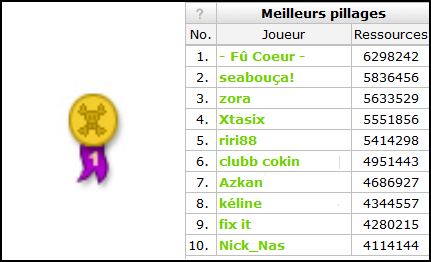 ? Meilleurs pillages
No. Joueur Ressources
1. - Fû Coeur - 6298242
2. seabouça! 5836456
3. zora 5633529
4. Xtasix 5551856
5. riri88 5414298
6. clubb cokin 4951443
7. Azkan 4686927
8. kéline 4344557
9. fix it 4280215
10. Nick_Nas 4114144
1